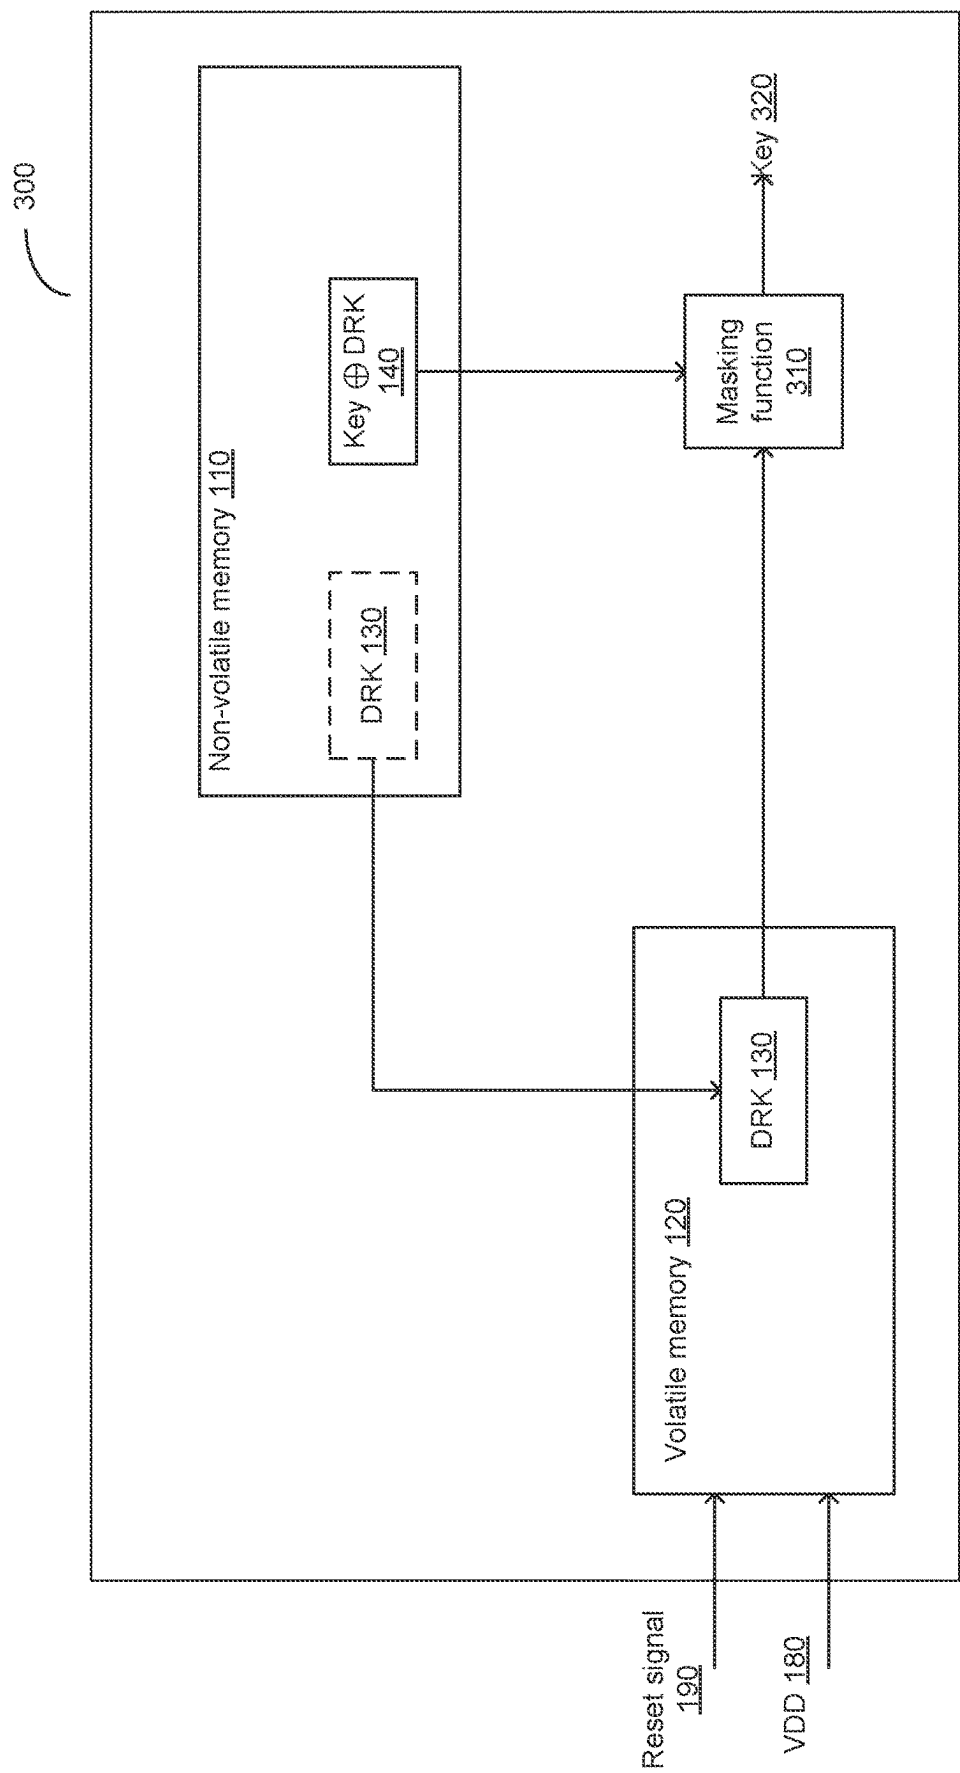 300
Non-volatile memory 110
DRK 130
Key ⊕ DRK
140
Volatile memory 120
DRK 130
Masking
function
310
Key 320
Reset signal
190
VDD 180